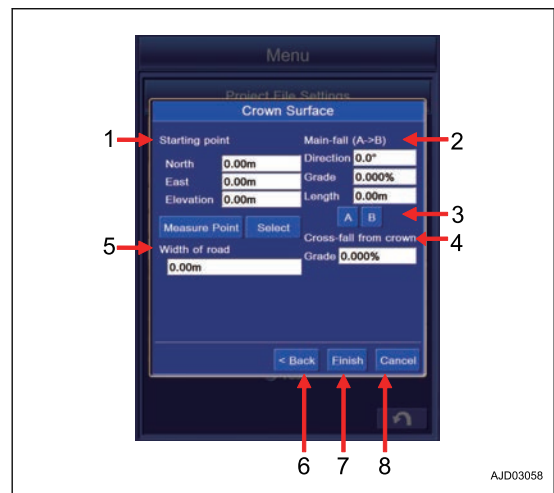 Menu
Project File Settings
Crown Surface
1
Starting point
Main-fall (A->B)
2
North 0.00m
Direction 0.0°
East 0.00m
Grade 0.000%
Elevation 0.00m
Length 0.00m
A B
3
Measure Point Select
Cross-fall from crown
4
5
Width of road
Grade 0.000%
0.00m
< Back Finish Cancel
6 7 8
AJD03058